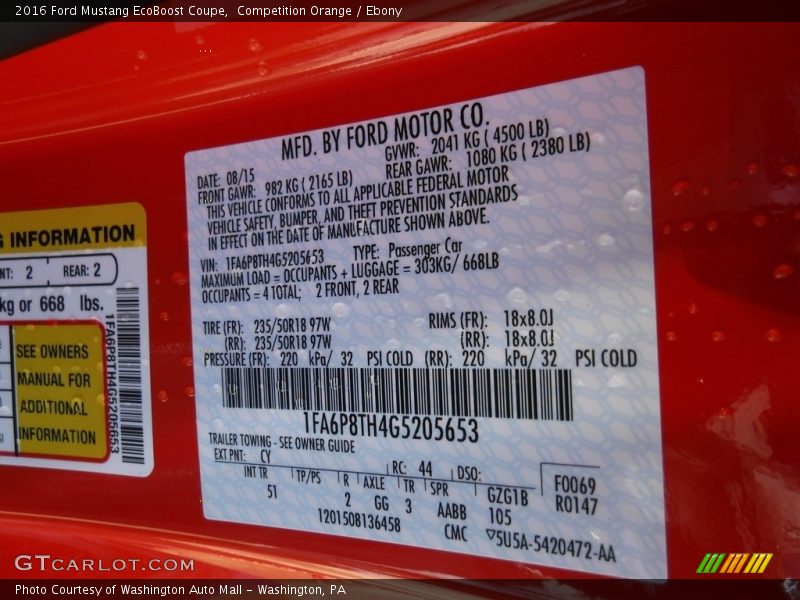 2016 Ford Mustang EcoBoost Coupe,  Competition Orange / Ebony
MFD. BY FORD MOTOR CO.
DATE: 08/15
GVWR: 2041 KG ( 4500 LB)
FRONT GAWR: 982 KG ( 2165 LB)
REAR GAWR: 1080 KG ( 2380 LB)
THIS VEHICLE CONFORMS TO ALL APPLICABLE FEDERAL MOTOR
VEHICLE SAFETY, BUMPER, AND THEFT PREVENTION STANDARDS
IN EFFECT ON THE DATE OF MANUFACTURE SHOWN ABOVE.
VIN: 1FA6P8TH4G5205653 TYPE: Passenger Car
MAXIMUM LOAD = OCCUPANTS + LUGGAGE = 303KG/ 668LB
OCCUPANTS = 4 TOTAL; 2 FRONT, 2 REAR
TIRE (FR): 235/50R18 97W RIMS (FR): 18x8.0J
(RR): 235/50R18 97W (RR): 18x8.0J
PRESSURE (FR): 220 kPa/ 32 PSI COLD (RR): 220 kPa/ 32 PSI COLD
1FA6P8TH4G5205653
TRAILER TOWING - SEE OWNER GUIDE
EXT PNT: CY RC: 44 DSO:
INT TR TP/PS R AXLE TR SPR GZG1B F0069
51 2 GG 3 AABB 105 R0147
1201508136458 CMC 5U5A-5420472-AA
INFORMATION
NT: 2 REAR: 2
kg or 668 lbs.
SEE OWNERS
MANUAL FOR
ADDITIONAL
INFORMATION
1FA6P8TH4G5205653
GTCARLOT.COM
Photo Courtesy of Washington Auto Mall - Washington, PA